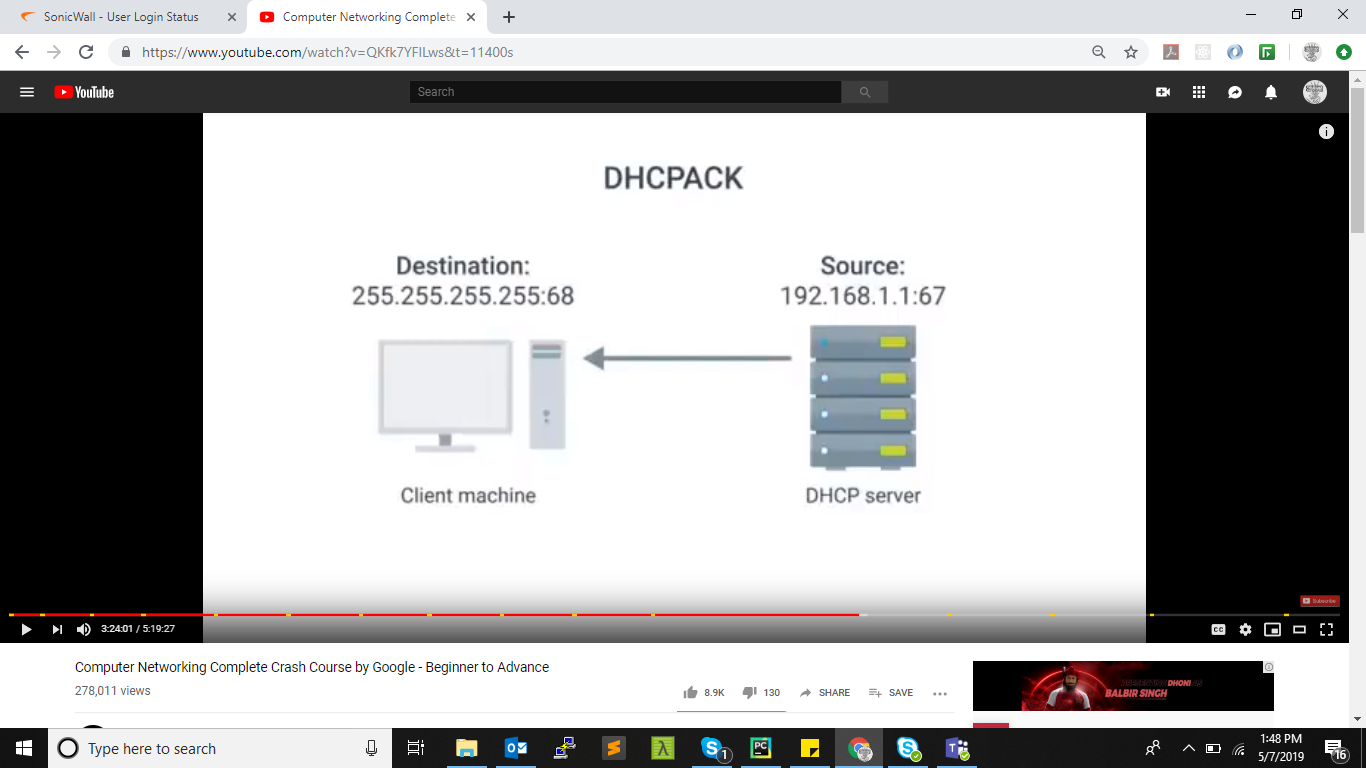 SonicWall - User Login Status
Computer Networking Complete
https://www.youtube.com/watch?v=QKfk7YFILws&t=11400s
YouTube
Search
DHCPACK
Destination:
255.255.255.255:68
Source:
192.168.1.1:67
Client machine
DHCP server
Subscribe
3:24:01 / 5:19:27
CC
Computer Networking Complete Crash Course by Google - Beginner to Advance
278,011 views
8.9K
130
SHARE
SAVE
DHONI
BALBIR SINGH
Type here to search
1
PC
1:48 PM
5/7/2019
16